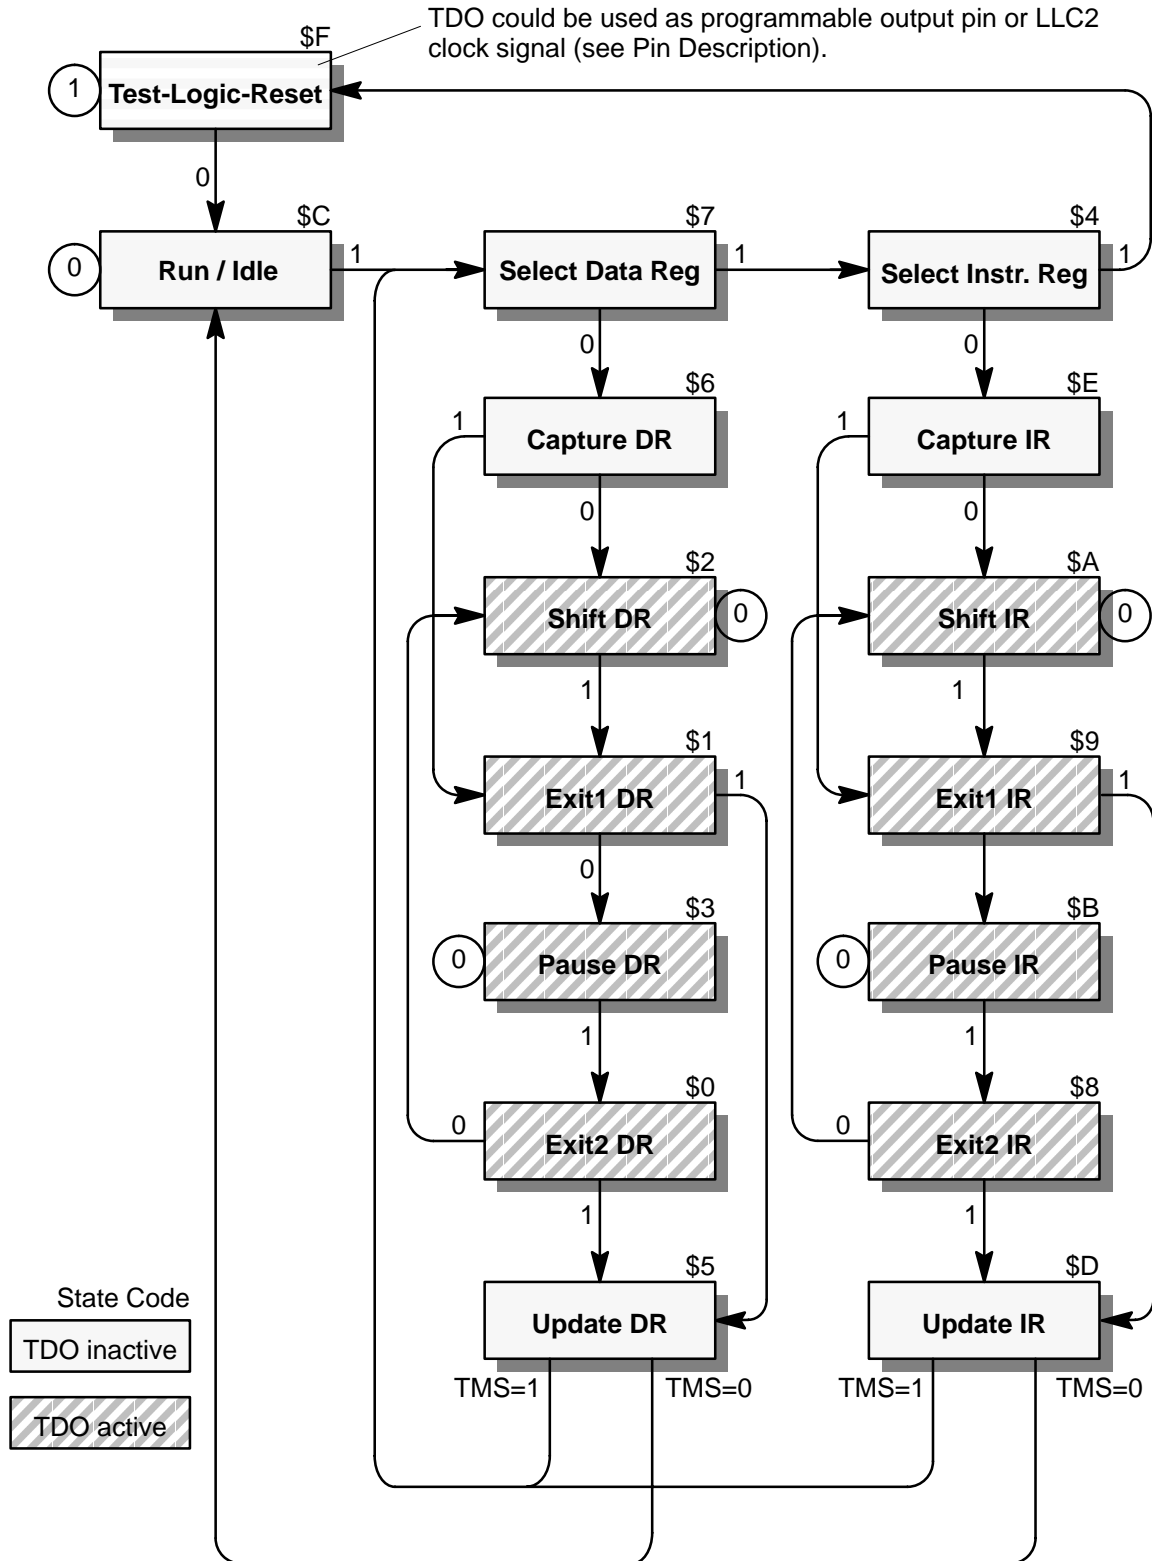 TDO could be used as programmable output pin or LLC2
clock signal (see Pin Description).
$F
1
Test-Logic-Reset
0
$C
$7
$4
0
Run / Idle
1
Select Data Reg
1
Select Instr. Reg
1
0
0
$6
$E
1
Capture DR
1
Capture IR
0
0
$2
$A
Shift DR
0
Shift IR
0
1
1
$1
$9
Exit1 DR
1
Exit1 IR
1
0
$3
$B
0
Pause DR
0
Pause IR
1
1
$0
$8
0
Exit2 DR
0
Exit2 IR
1
1
$5
$D
Update DR
Update IR
TMS=1
TMS=0
TMS=1
TMS=0
State Code
TDO inactive
TDO active